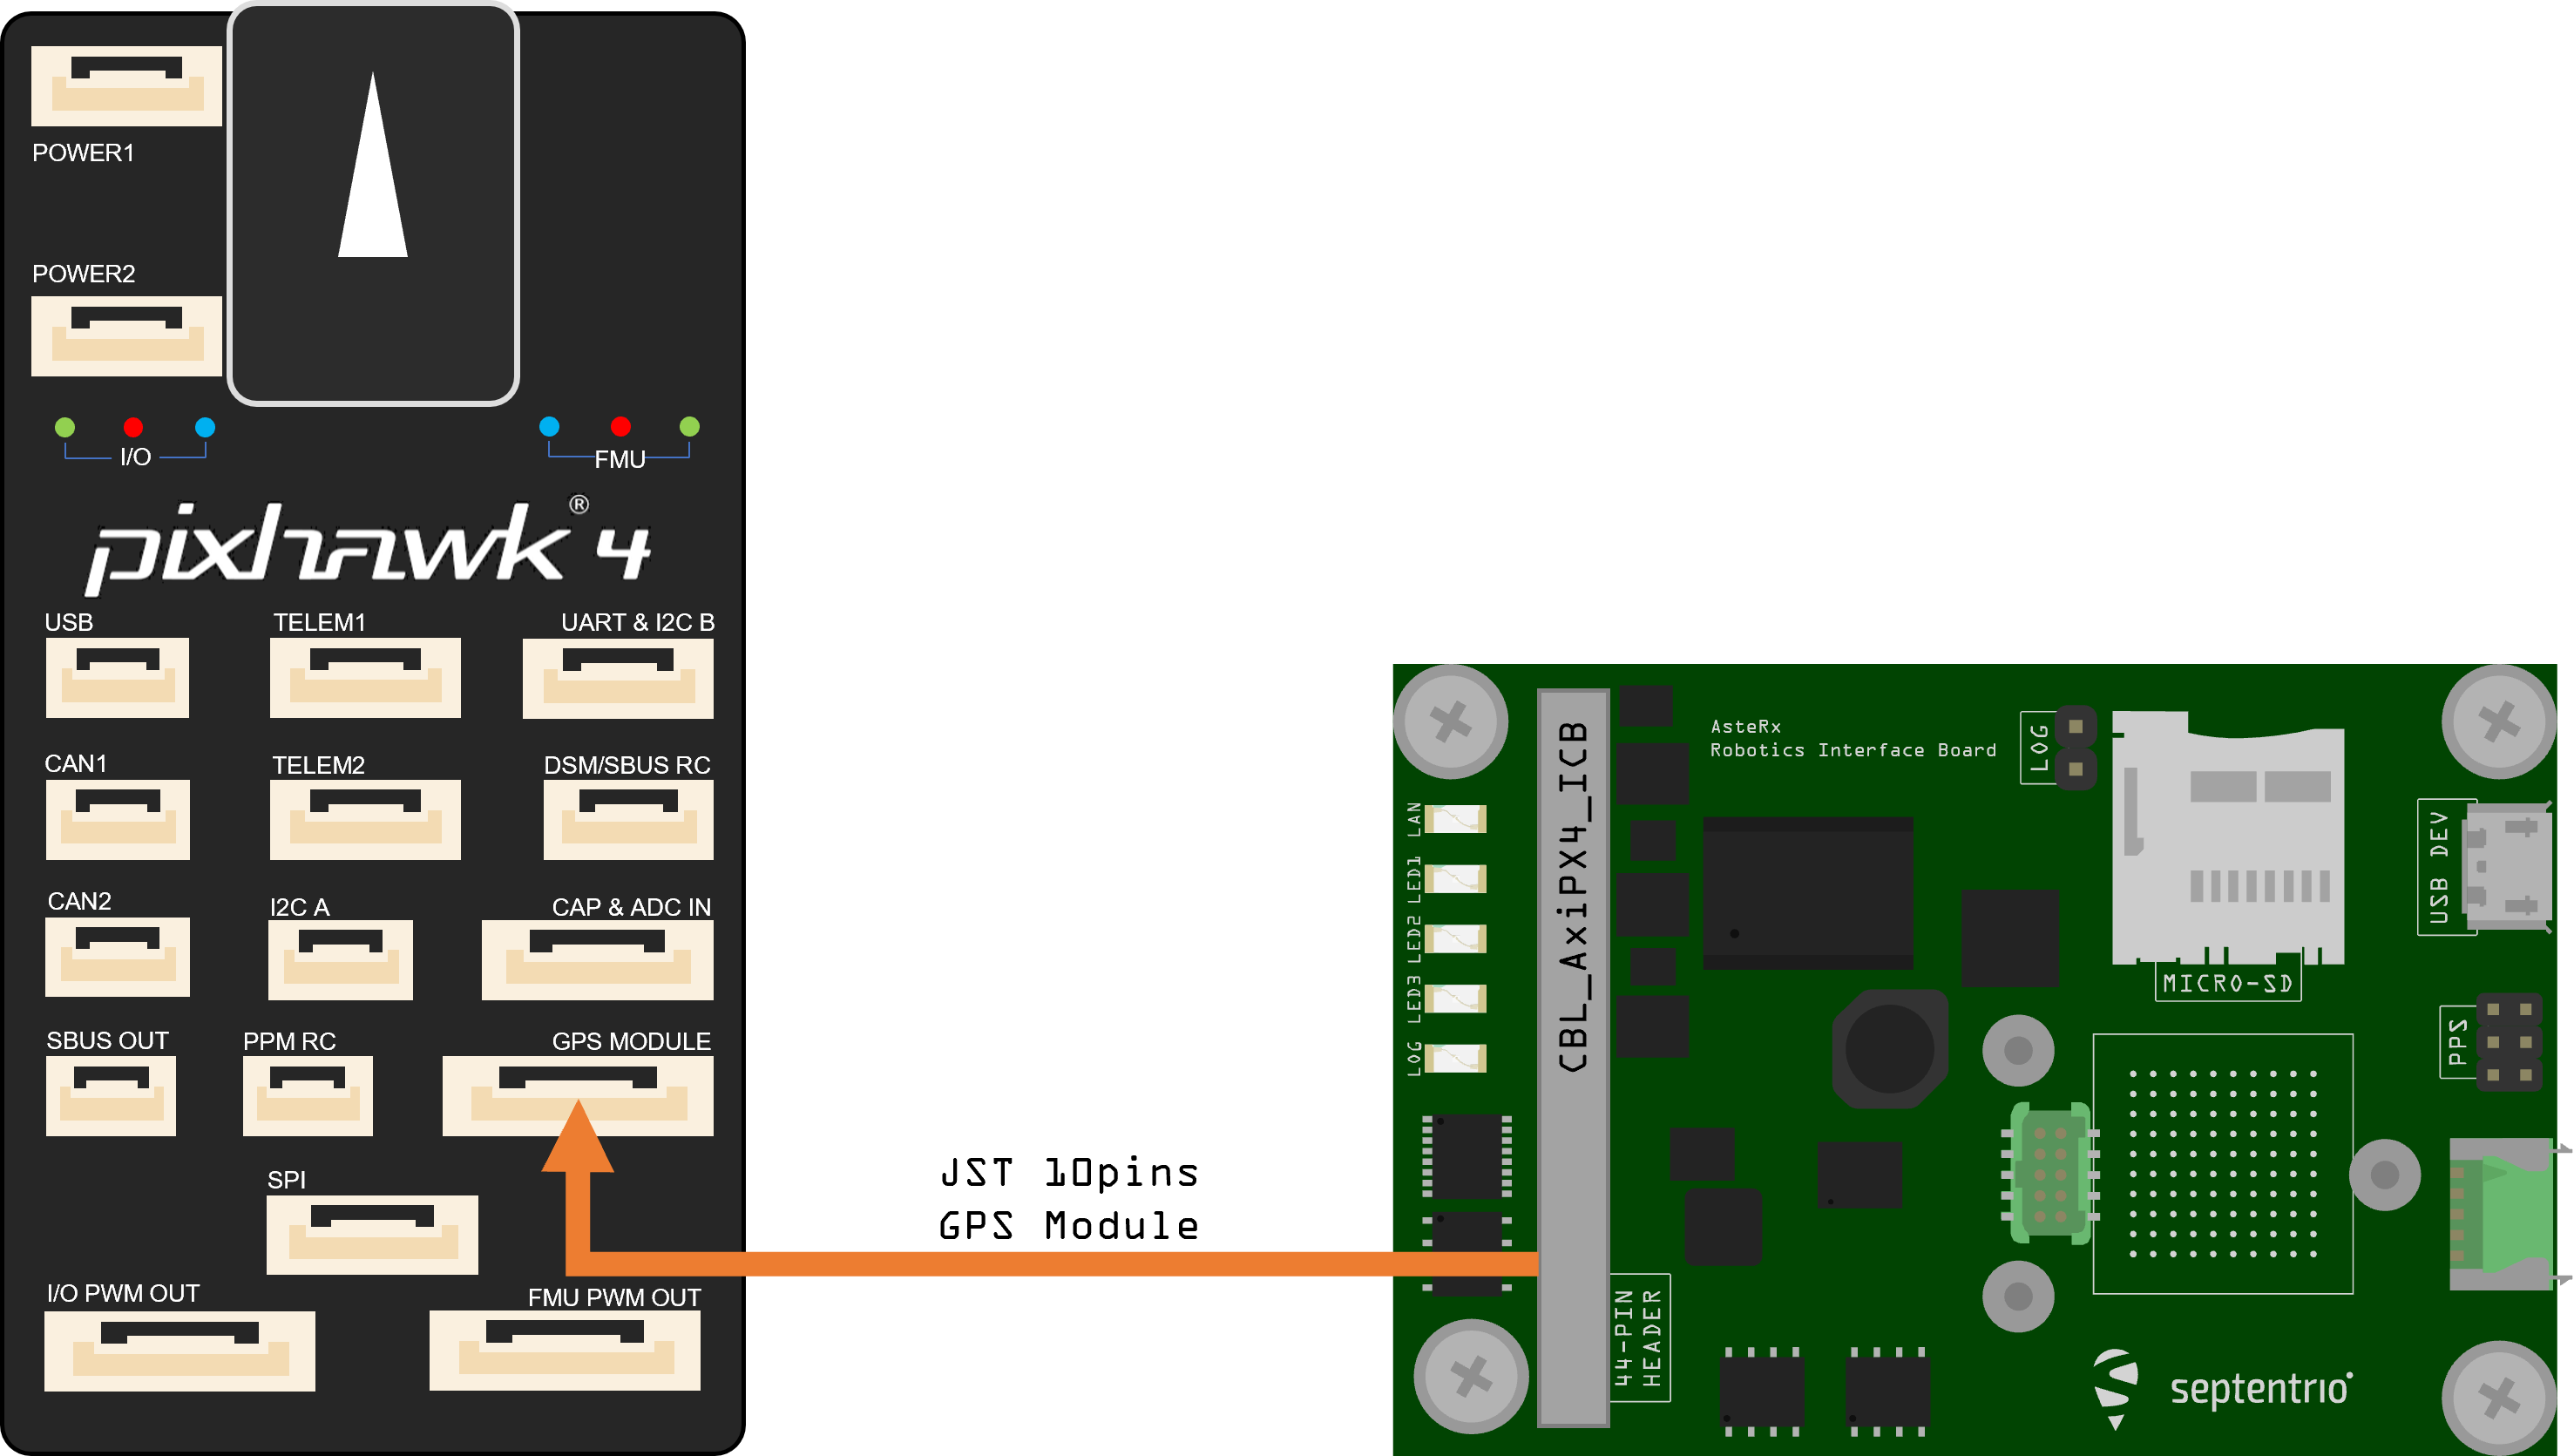 POWER1
POWER2
I/O
FMU
pixhawk® 4
USB
TELEM1
UART & I2C B
CAN1
TELEM2
DSM/SBUS RC
CAN2
I2C A
CAP & ADC IN
SBUS OUT
PPM RC
GPS MODULE
SPI
I/O PWM OUT
FMU PWM OUT
JST 10pins
GPS Module
LAN
LED1
LED2
LED3
LOG
CBL_AxiPX4_ICB
44-PIN
HEADER
AsteRx
Robotics Interface Board
LOG
MICRO-SD
USB DEV
PPS
septentrio